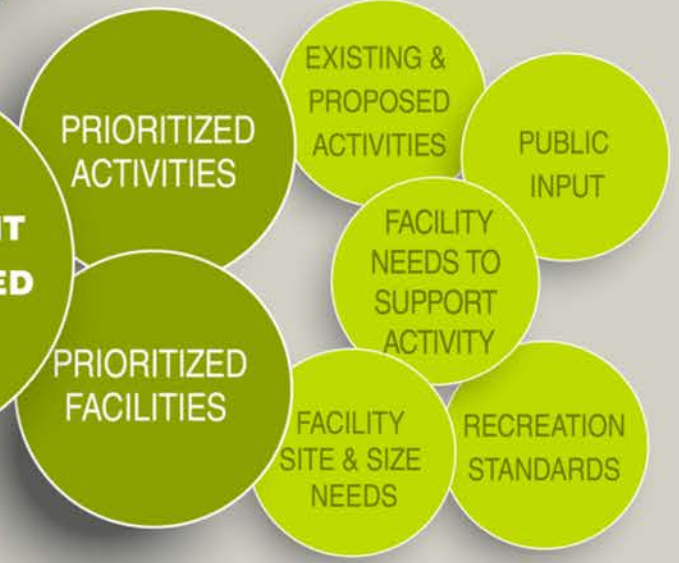 PRIORITIZED
ACTIVITIES
EXISTING &
PROPOSED
ACTIVITIES
PUBLIC
INPUT
FACILITY
NEEDS TO
SUPPORT
ACTIVITY
PRIORITIZED
FACILITIES
FACILITY
SITE & SIZE
NEEDS
RECREATION
STANDARDS